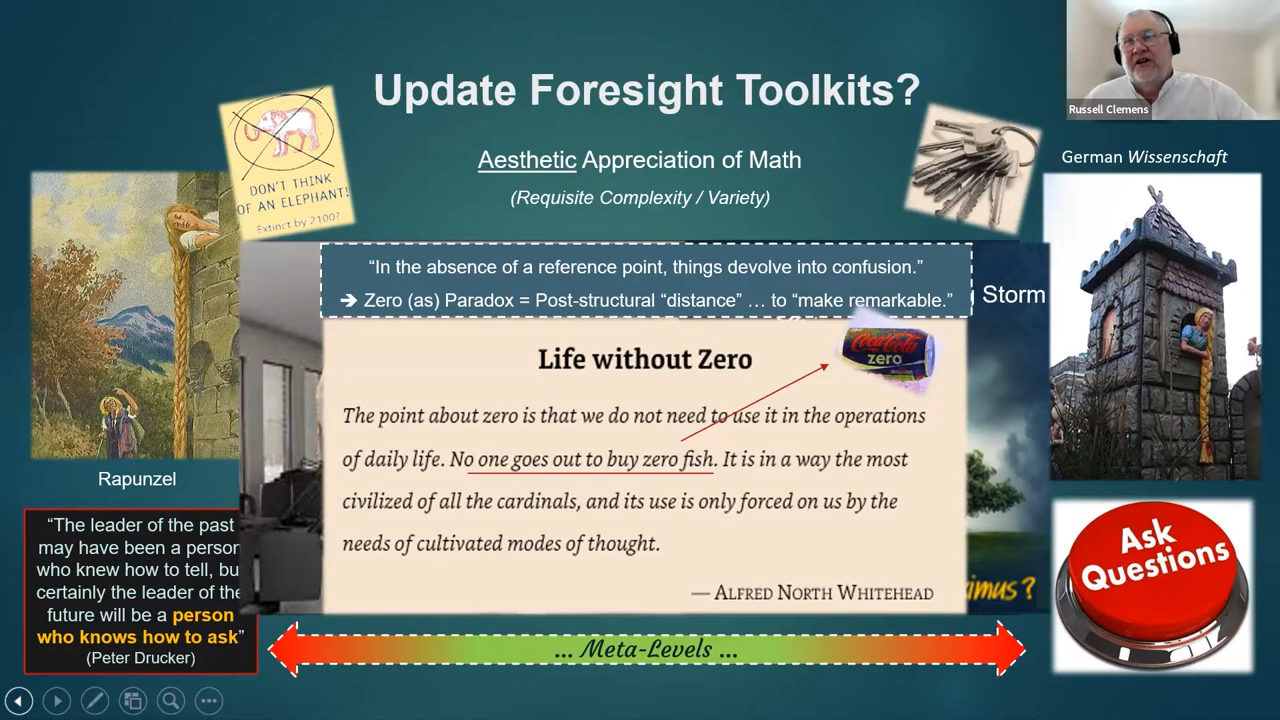 Update Foresight Toolkits?
Russell Clemens
Aesthetic Appreciation of Math
(Requisite Complexity / Variety)
German Wissenschaft
DON'T THINK
OF AN ELEPHANT!
Extinct by 2100?
“In the absence of a reference point, things devolve into confusion.”
➔ Zero (as) Paradox = Post-structural “distance” … to “make remarkable.”
Storm
Life without Zero
Coca-Cola
zero
The point about zero is that we do not need to use it in the operations
of daily life. No one goes out to buy zero fish. It is in a way the most
civilized of all the cardinals, and its use is only forced on us by the
needs of cultivated modes of thought.
— ALFRED NORTH WHITEHEAD
Rapunzel
“The leader of the past
may have been a person
who knew how to tell, but
certainly the leader of the
future will be a person
who knows how to ask”
(Peter Drucker)
Ask
Questions
... Meta-Levels ...